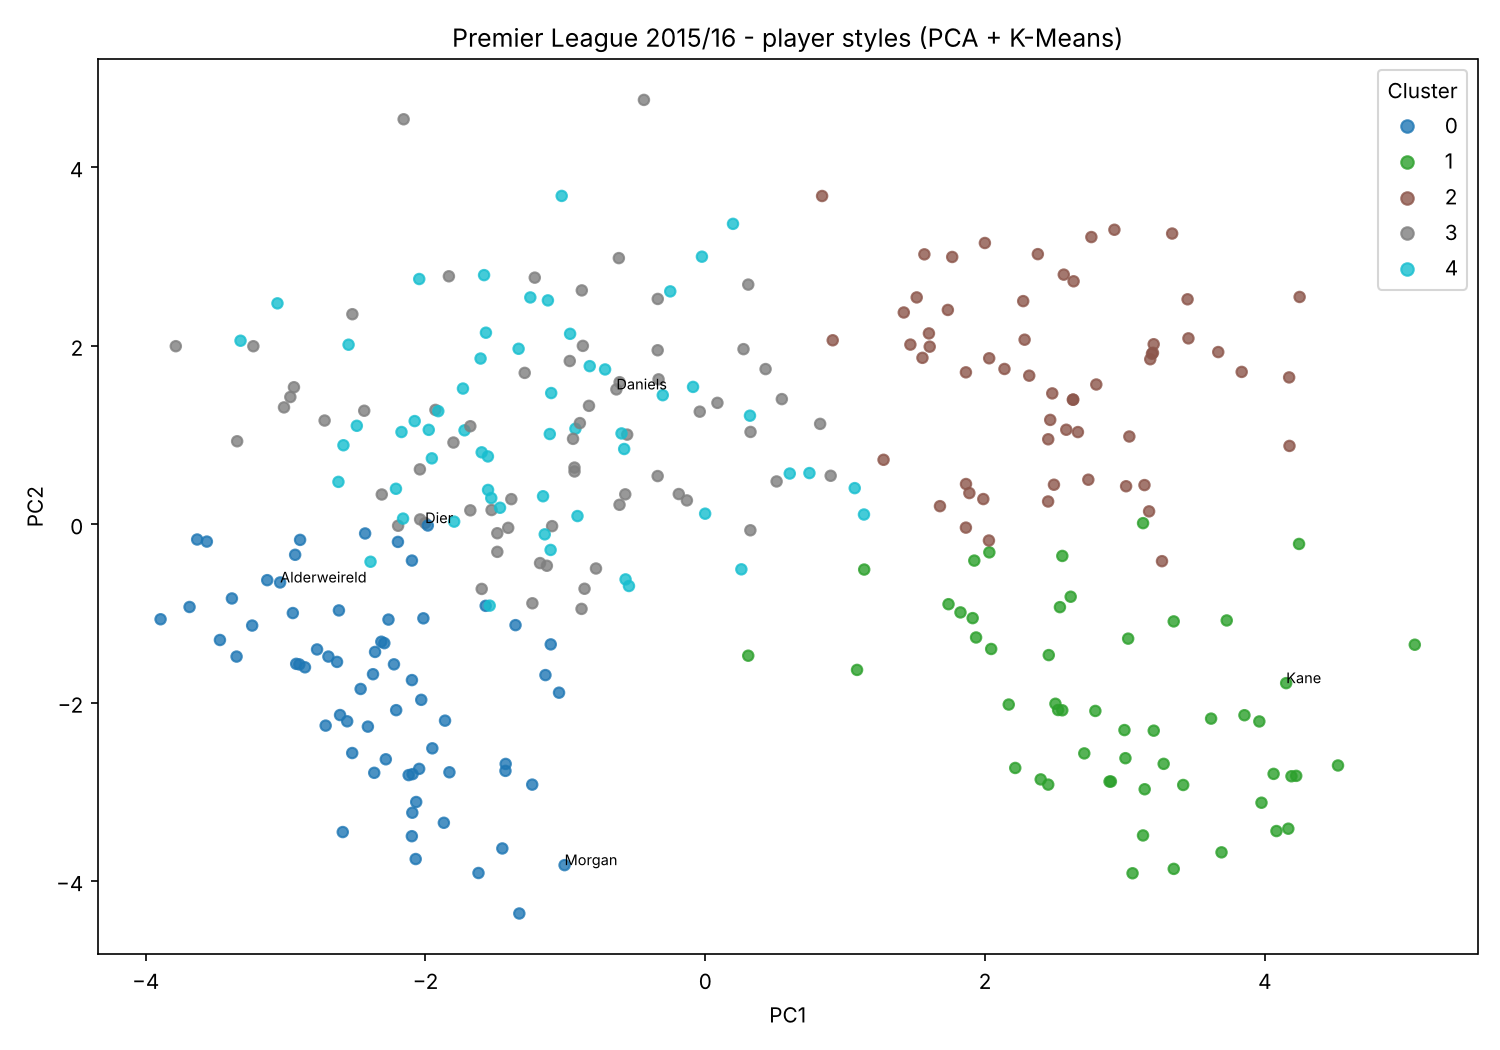 Premier League 2015/16 - player styles (PCA + K-Means)
Cluster
0
1
2
3
4
4
2
0
−2
−4
PC2
Daniels
Dier
Alderweireld
Kane
Morgan
−4
−2
0
2
4
PC1